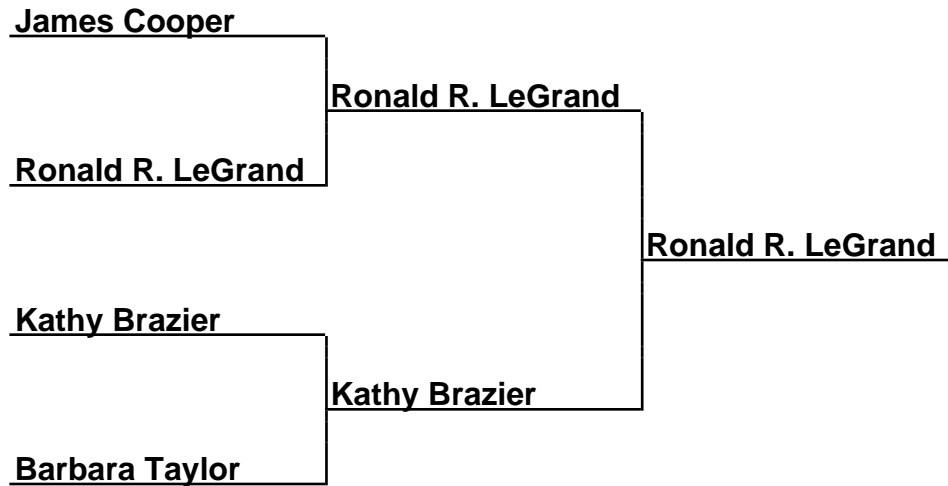 James Cooper
Ronald R. LeGrand
Ronald R. LeGrand
Ronald R. LeGrand
Kathy Brazier
Kathy Brazier
Barbara Taylor